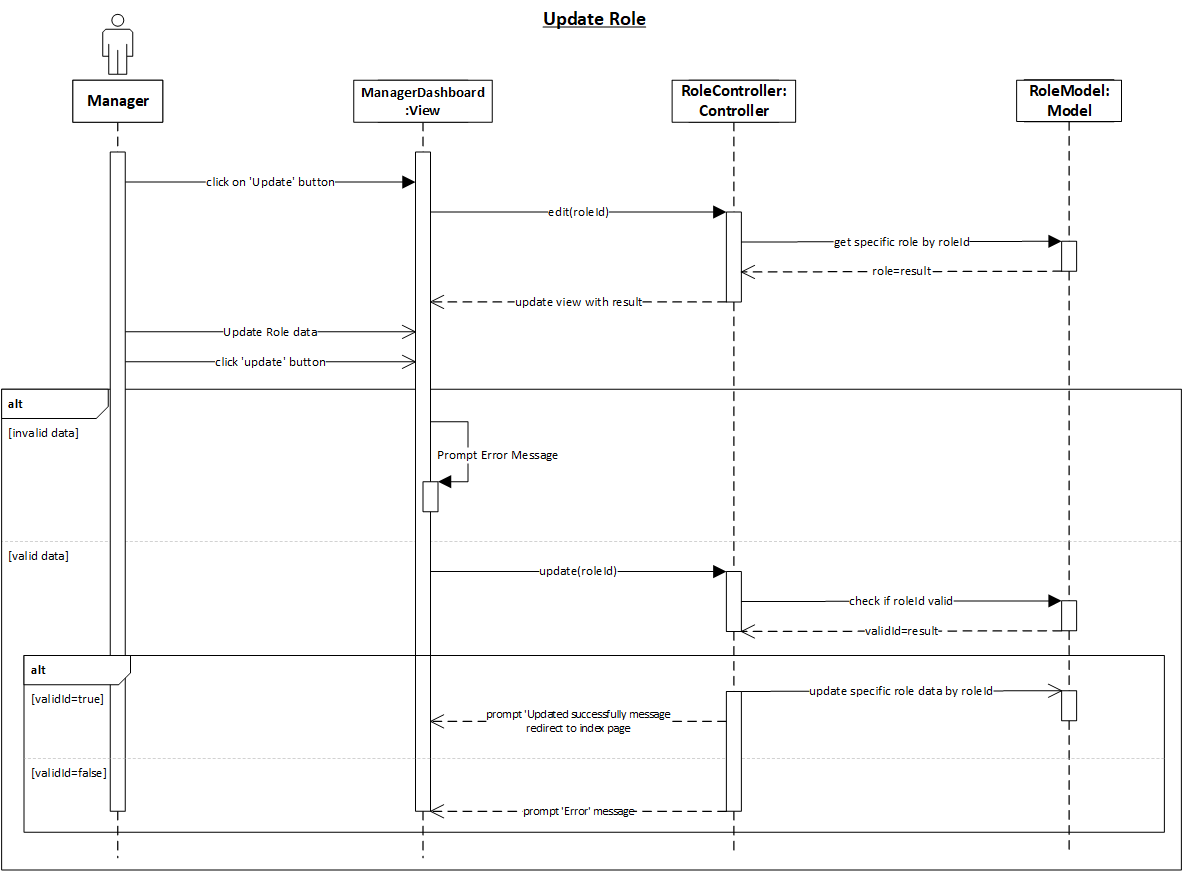 Update Role
Manager
ManagerDashboard
:View
RoleController:
Controller
RoleModel:
Model
click on 'Update' button
edit(roleId)
get specific role by roleId
role=result
update view with result
Update Role data
click 'update' button
alt
[invalid data]
Prompt Error Message
[valid data]
update(roleId)
check if roleId valid
validId=result
alt
[validId=true]
update specific role data by roleId
prompt 'Updated successfully message
redirect to index page
[validId=false]
prompt 'Error' message